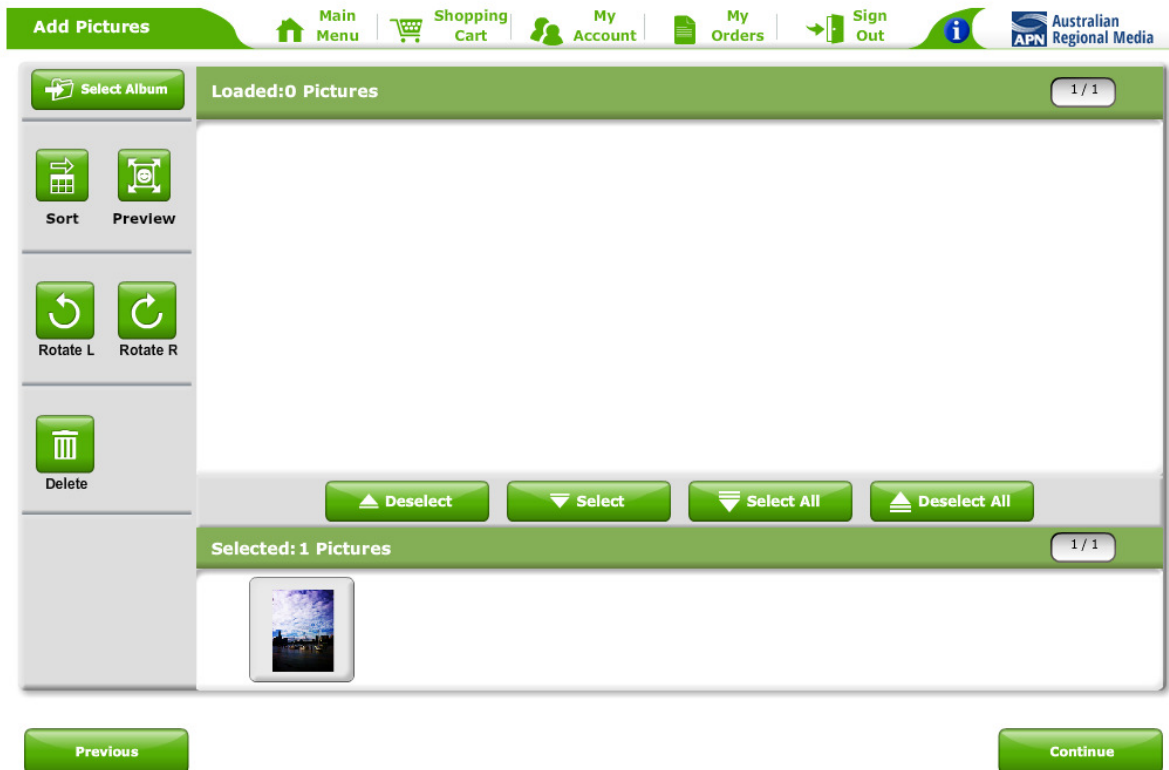 Add Pictures
Main Menu
Shopping Cart
My Account
My Orders
Sign Out
i
APN Australian Regional Media
Select Album
Loaded:0 Pictures
1/1
Sort
Preview
Rotate L
Rotate R
Delete
Deselect
Select
Select All
Deselect All
Selected:1 Pictures
1/1
Previous
Continue